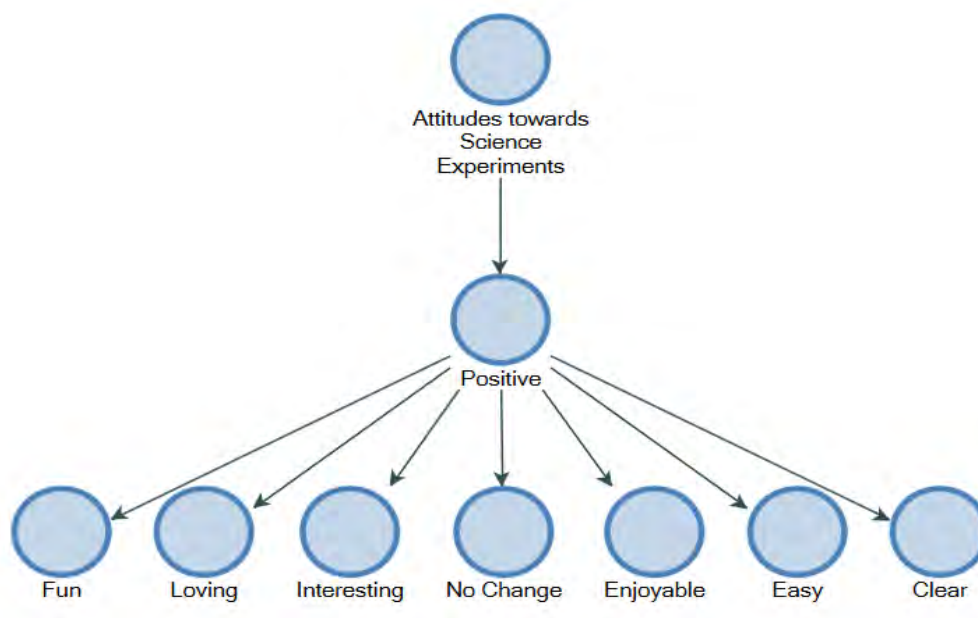 Attitudes towards
Science
Experiments
Positive
Fun
Loving
Interesting
No Change
Enjoyable
Easy
Clear